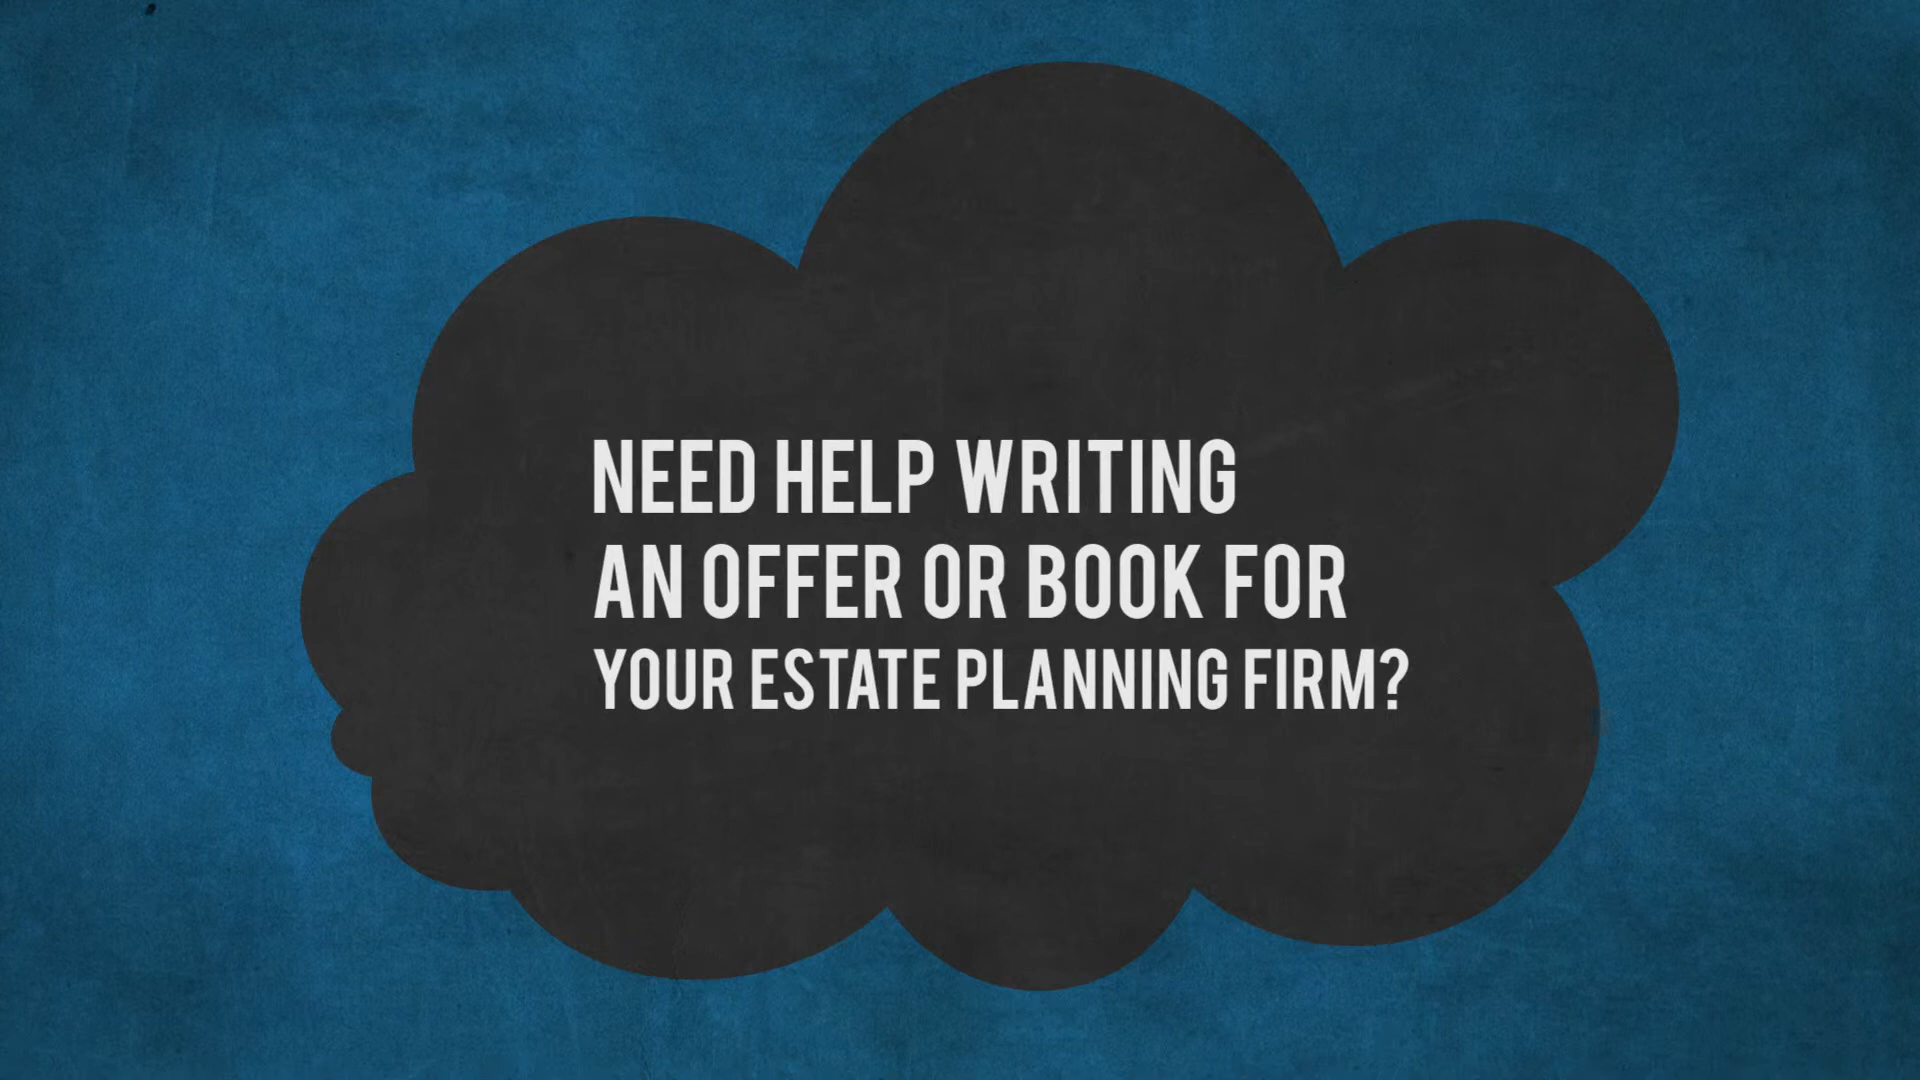 NEED HELP WRITING
AN OFFER OR BOOK FOR
YOUR ESTATE PLANNING FIRM?